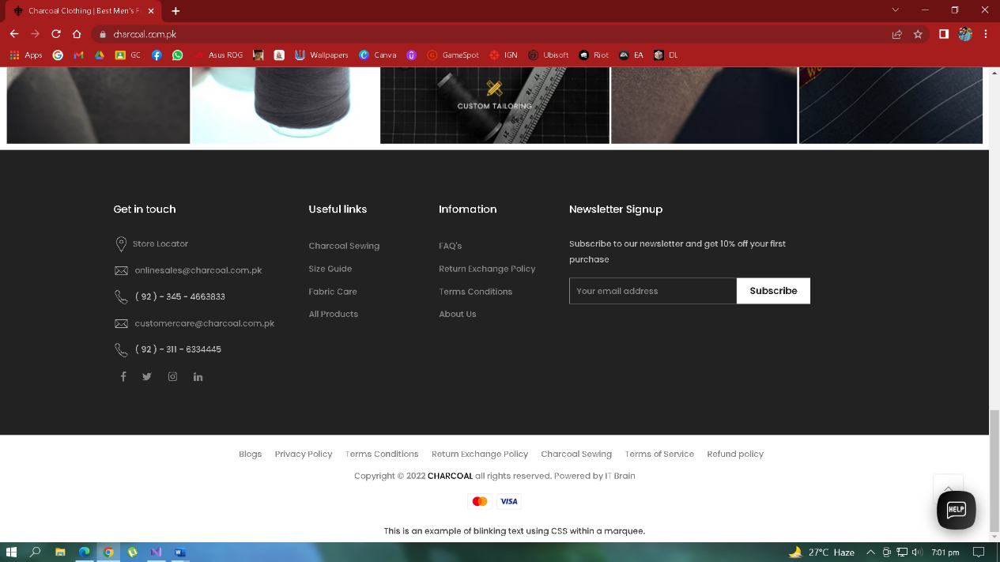 Charcoal Clothing | Best Men's F
charcoal.com.pk
Apps GC Asus ROG Wallpapers Canva GameSpot IGN Ubisoft Riot EA DL
CUSTOM TAILORING
Get in touch
Store Locator
onlinesales@charcoal.com.pk
( 92 ) - 345 - 4663833
customercare@charcoal.com.pk
( 92 ) - 311 - 6334445
Useful links
Charcoal Sewing
Size Guide
Fabric Care
All Products
Infomation
FAQ's
Return Exchange Policy
Terms Conditions
About Us
Newsletter Signup
Subscribe to our newsletter and get 10% off your first
purchase
Your email address Subscribe
Blogs Privacy Policy Terms Conditions Return Exchange Policy Charcoal Sewing Terms of Service Refund policy
Copyright © 2022 CHARCOAL all rights reserved. Powered by IT Brain
VISA
HELP
This is an example of blinking text using CSS within a marquee.
27°C Haze 7:01 pm